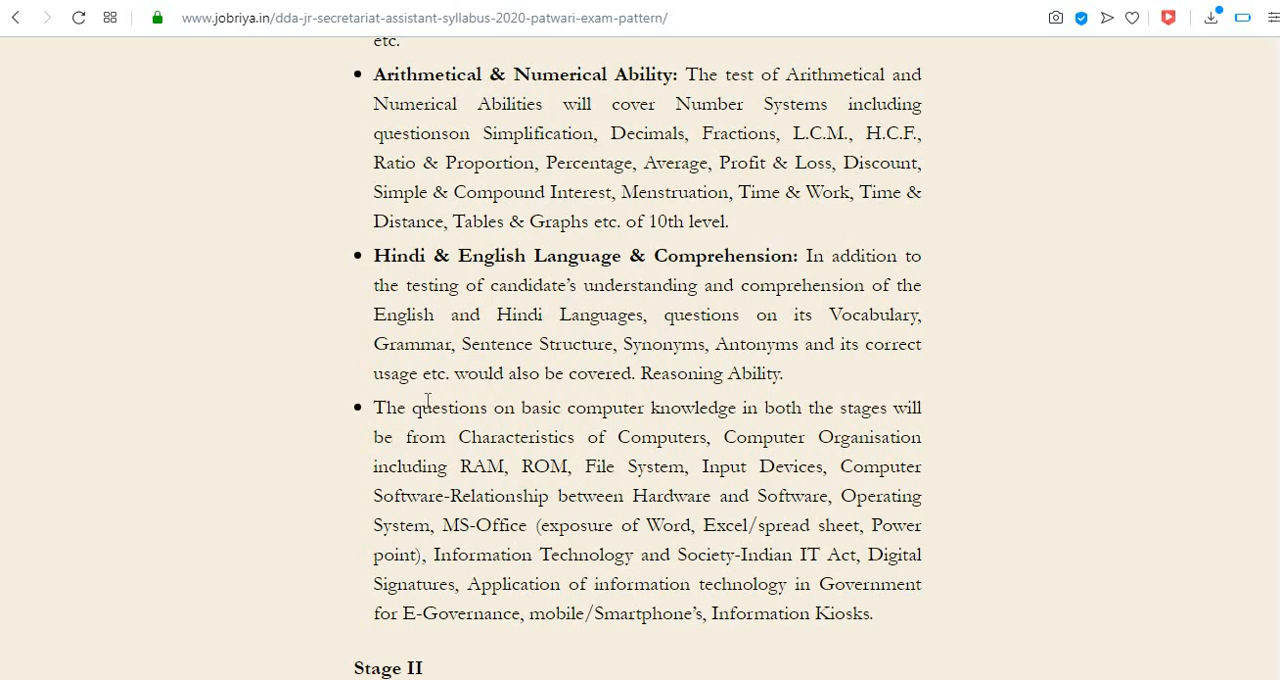 www.jobriya.in/dda-jr-secretariat-assistant-syllabus-2020-patwari-exam-pattern/
etc.
• Arithmetical & Numerical Ability: The test of Arithmetical and
Numerical Abilities will cover Number Systems including
questionson Simplification, Decimals, Fractions, L.C.M., H.C.F.,
Ratio & Proportion, Percentage, Average, Profit & Loss, Discount,
Simple & Compound Interest, Menstruation, Time & Work, Time &
Distance, Tables & Graphs etc. of 10th level.
• Hindi & English Language & Comprehension: In addition to
the testing of candidate's understanding and comprehension of the
English and Hindi Languages, questions on its Vocabulary,
Grammar, Sentence Structure, Synonyms, Antonyms and its correct
usage etc. would also be covered. Reasoning Ability.
• The questions on basic computer knowledge in both the stages will
be from Characteristics of Computers, Computer Organisation
including RAM, ROM, File System, Input Devices, Computer
Software-Relationship between Hardware and Software, Operating
System, MS-Office (exposure of Word, Excel/spread sheet, Power
point), Information Technology and Society-Indian IT Act, Digital
Signatures, Application of information technology in Government
for E-Governance, mobile/Smartphone's, Information Kiosks.
Stage II